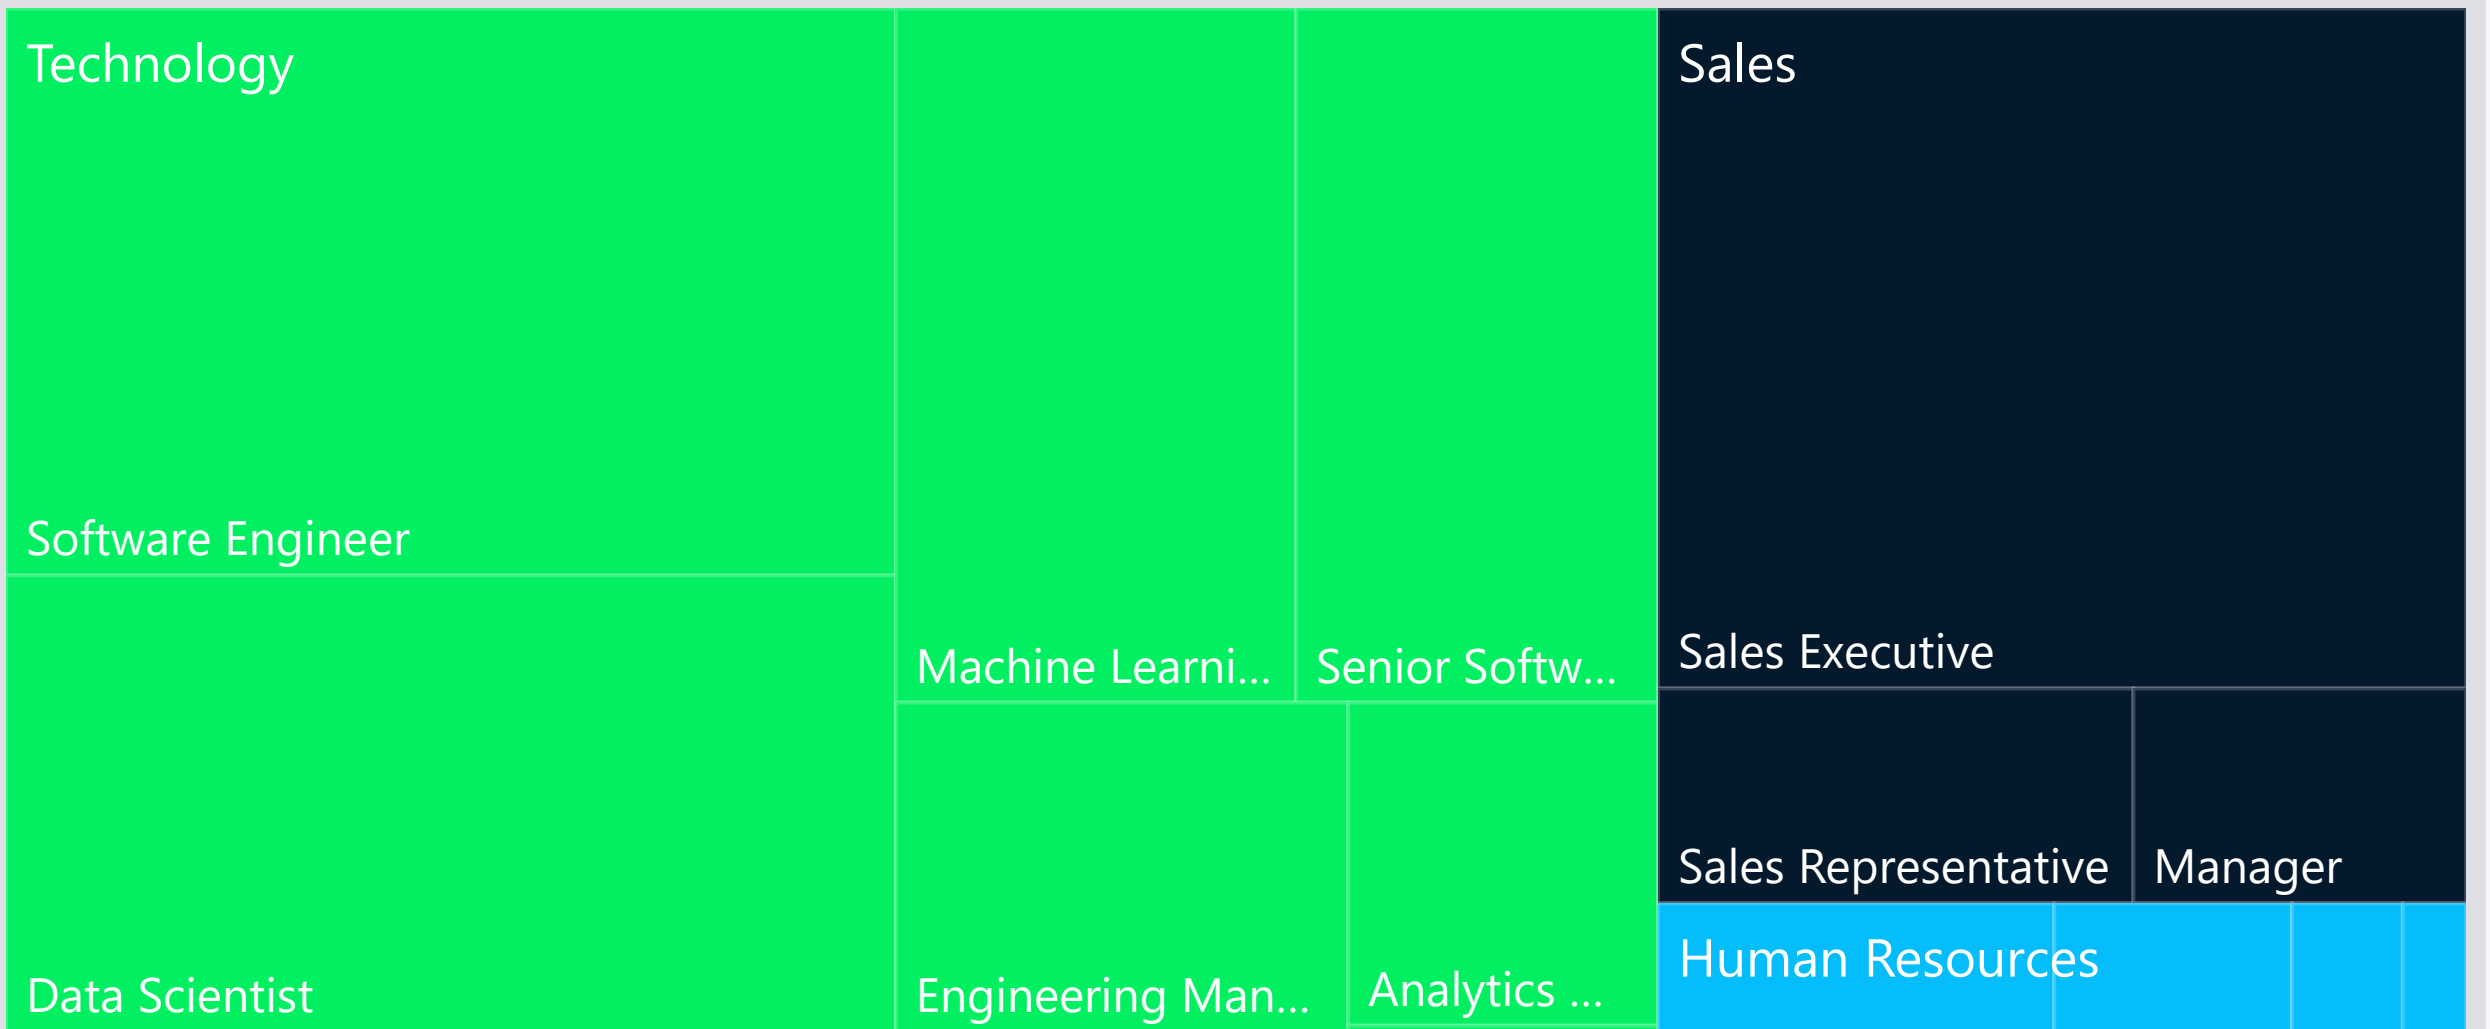 Technology
Software Engineer
Data Scientist
Machine Learni...
Senior Softw...
Engineering Man...
Analytics ...
Sales
Sales Executive
Sales Representative
Manager
Human Resources